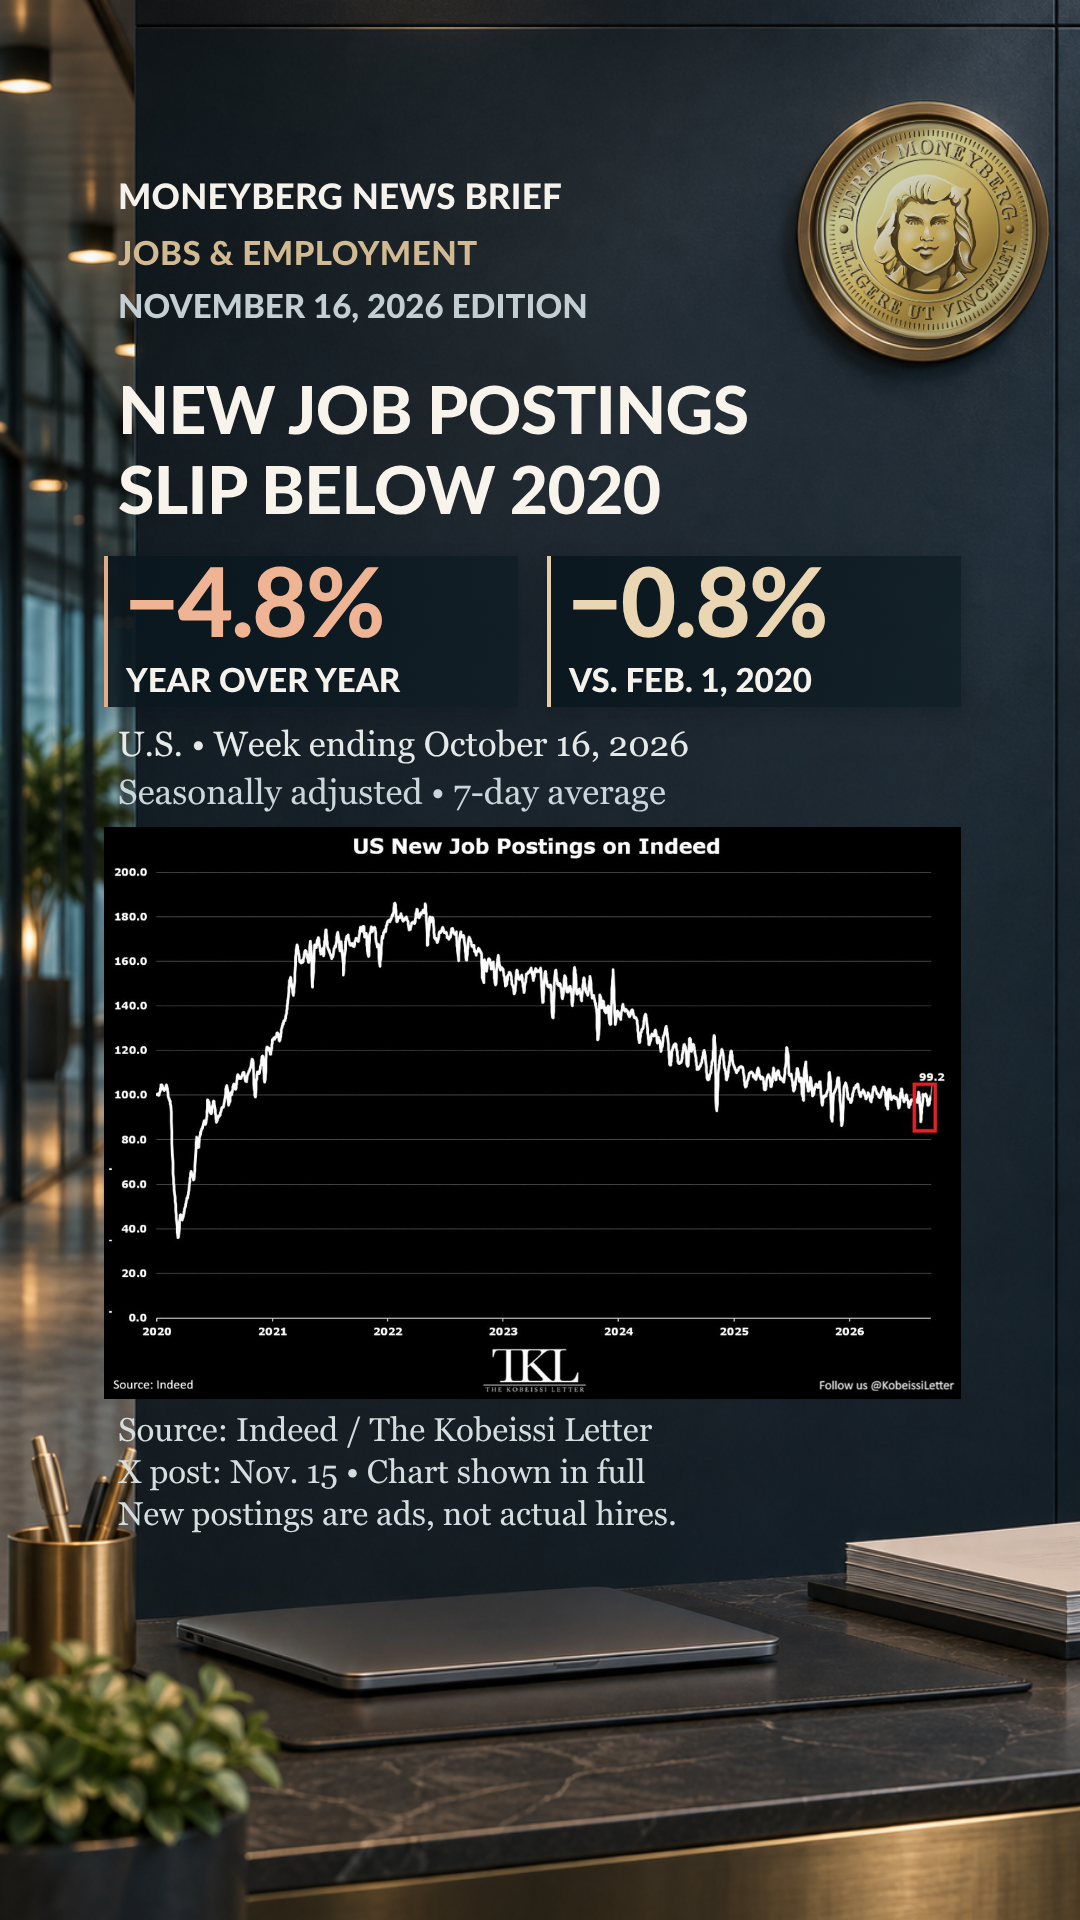 DEREK MONEYBERG
ELIGERE UT VINCERET
MONEYBERG NEWS BRIEF
JOBS & EMPLOYMENT
NOVEMBER 16, 2026 EDITION
NEW JOB POSTINGS
SLIP BELOW 2020
−4.8%
YEAR OVER YEAR
−0.8%
VS. FEB. 1, 2020
U.S. • Week ending October 16, 2026
Seasonally adjusted • 7-day average
US New Job Postings on Indeed
200.0
180.0
160.0
140.0
120.0
100.0
80.0
60.0
40.0
20.0
0.0
99.2
2020 2021 2022 2023 2024 2025 2026
TKL
THE KOBEISSI LETTER
Source: Indeed
Follow us @KobeissiLetter
Source: Indeed / The Kobeissi Letter
X post: Nov. 15 • Chart shown in full
New postings are ads, not actual hires.